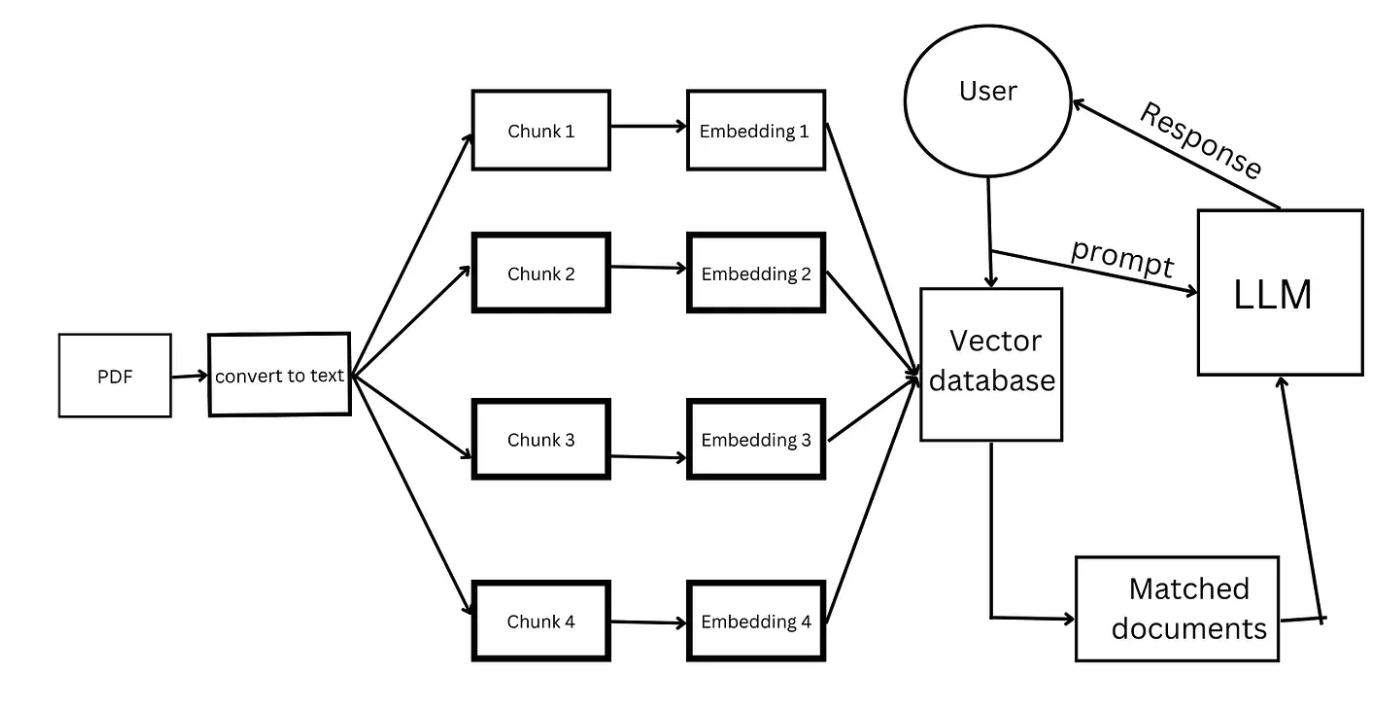 PDF
convert to text
Chunk 1
Embedding 1
Chunk 2
Embedding 2
Chunk 3
Embedding 3
Chunk 4
Embedding 4
User
Response
prompt
LLM
Vector
database
Matched
documents